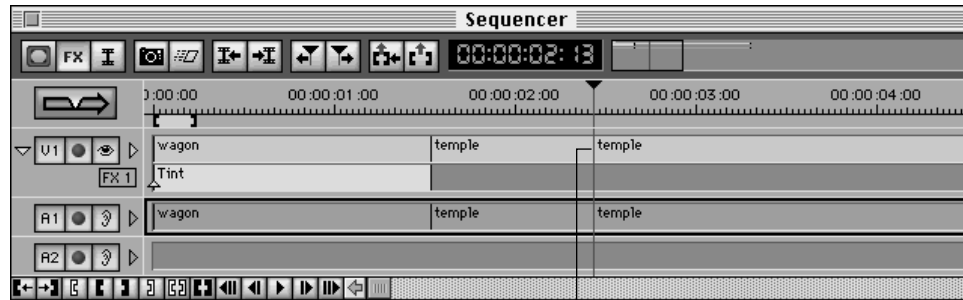 Sequencer
FX
00:00:02:13
0:00:00 00:00:01:00 00:00:02:00 00:00:03:00 00:00:04:00
V1 wagon temple temple
FX 1 Tint
A1 wagon temple temple
A2